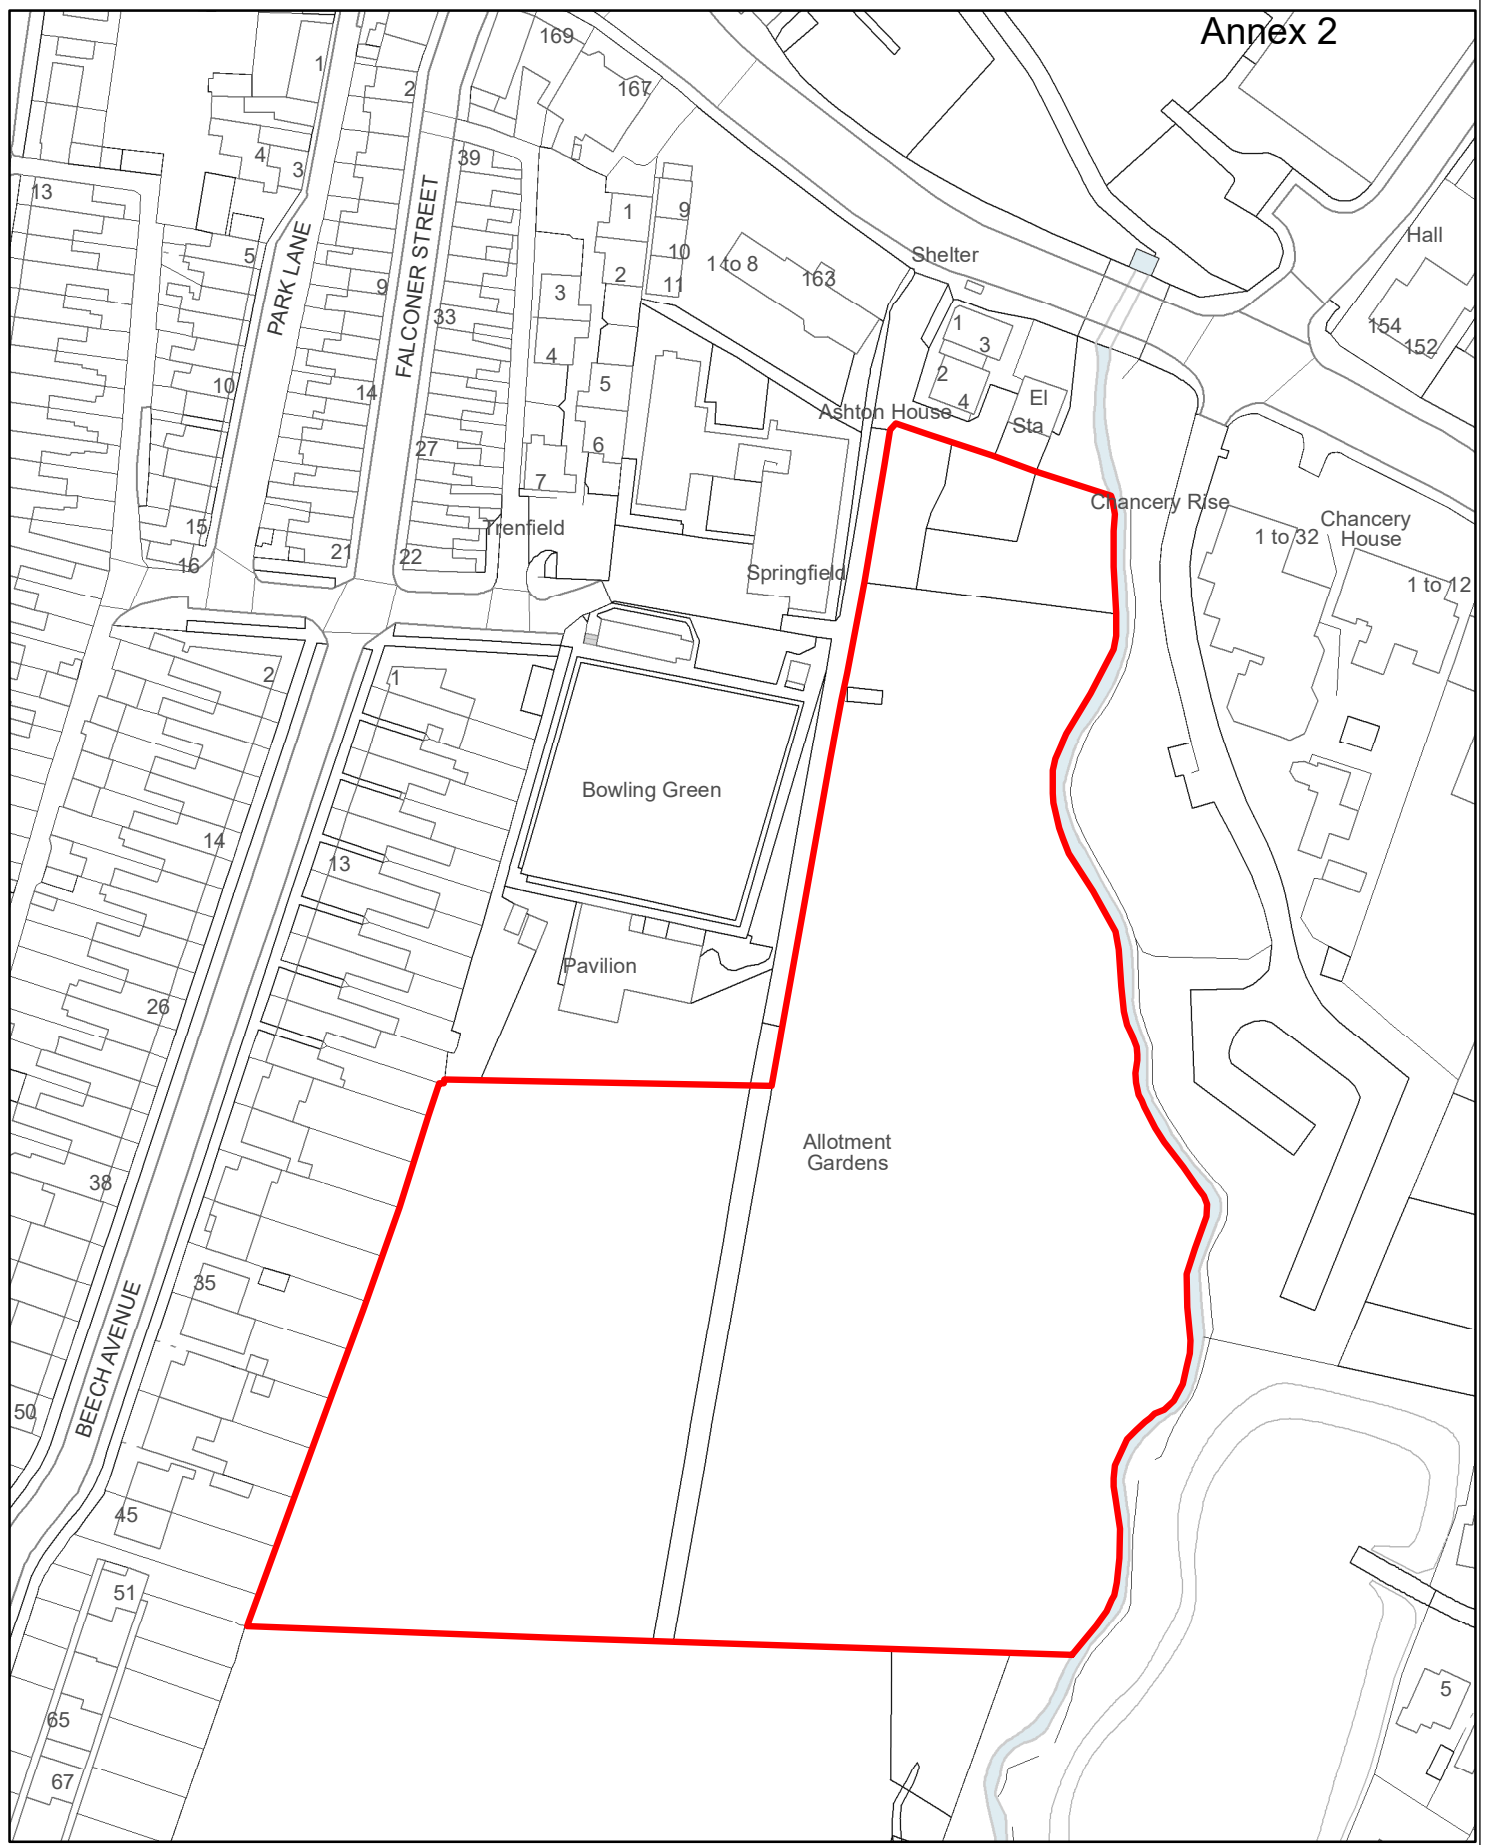 Annex 2
169
167
1
2
4
3
39
13
1
9
2
10
11
5
PARK LANE
9
FALCONER STREET
33
3
4
1 to 8
163
Shelter
Hall
154
152
1
3
2
4
El
Sta
Ashton House
10
14
5
6
27
7
15
16
21
22
Trenfield
Springfield
Chancery Rise
1 to 32
Chancery
House
1 to 12
2
1
Bowling Green
14
13
Pavilion
26
Allotment
Gardens
38
35
BEECH AVENUE
50
45
51
65
67
5